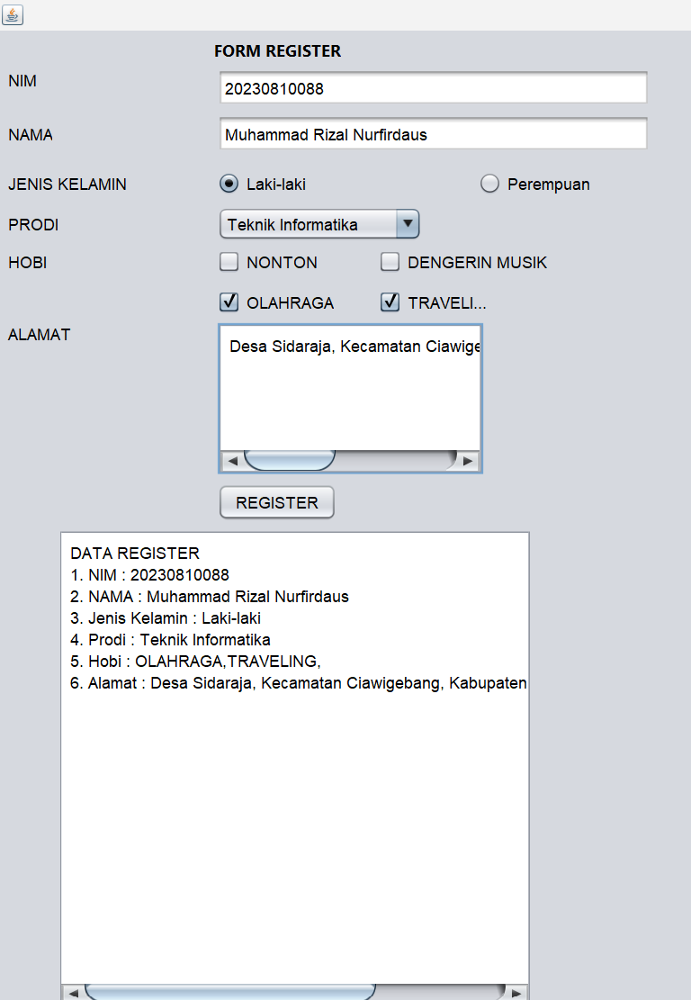 FORM REGISTER
NIM
20230810088
NAMA
Muhammad Rizal Nurfirdaus
JENIS KELAMIN
Laki-laki
Perempuan
PRODI
Teknik Informatika
HOBI
NONTON
DENGERIN MUSIK
OLAHRAGA
TRAVELI...
ALAMAT
Desa Sidaraja, Kecamatan Ciawige
REGISTER
DATA REGISTER
1. NIM : 20230810088
2. NAMA : Muhammad Rizal Nurfirdaus
3. Jenis Kelamin : Laki-laki
4. Prodi : Teknik Informatika
5. Hobi : OLAHRAGA,TRAVELING,
6. Alamat : Desa Sidaraja, Kecamatan Ciawigebang, Kabupaten